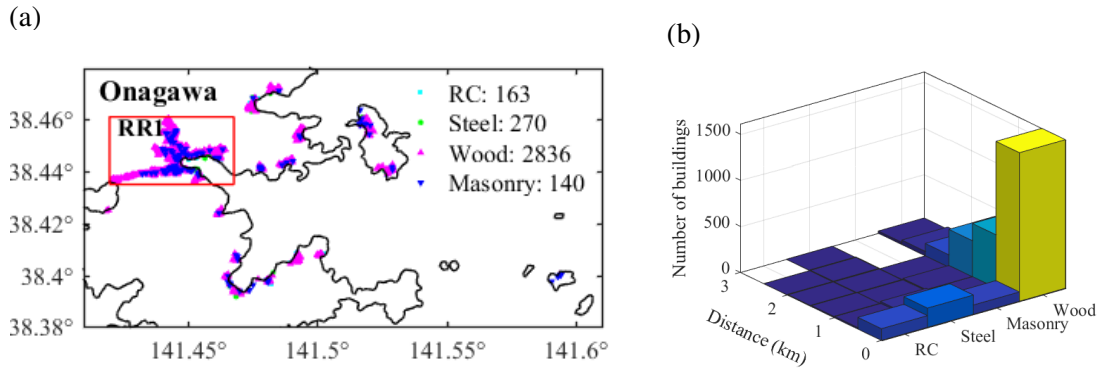 (a)
Onagawa
RR1
RC: 163
Steel: 270
Wood: 2836
Masonry: 140
38.46°
38.44°
38.42°
38.4°
38.38°
141.45°
141.5°
141.55°
141.6°
(b)
Number of buildings
1500
1000
500
0
3
2
1
0
Distance (km)
RC
Steel
Masonry
Wood